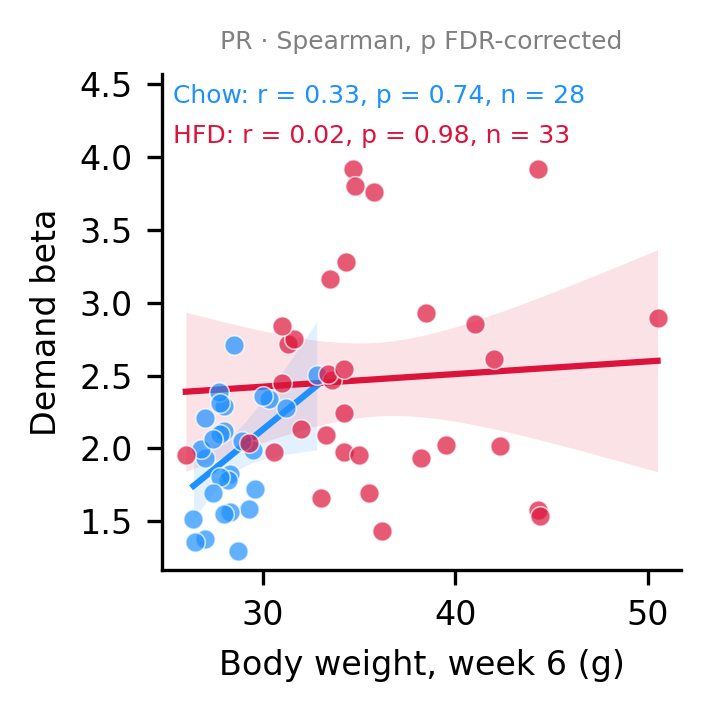 PR · Spearman, p FDR-corrected
Chow: r = 0.33, p = 0.74, n = 28
HFD: r = 0.02, p = 0.98, n = 33
4.5
4.0
3.5
3.0
2.5
2.0
1.5
Demand beta
30 40 50
Body weight, week 6 (g)